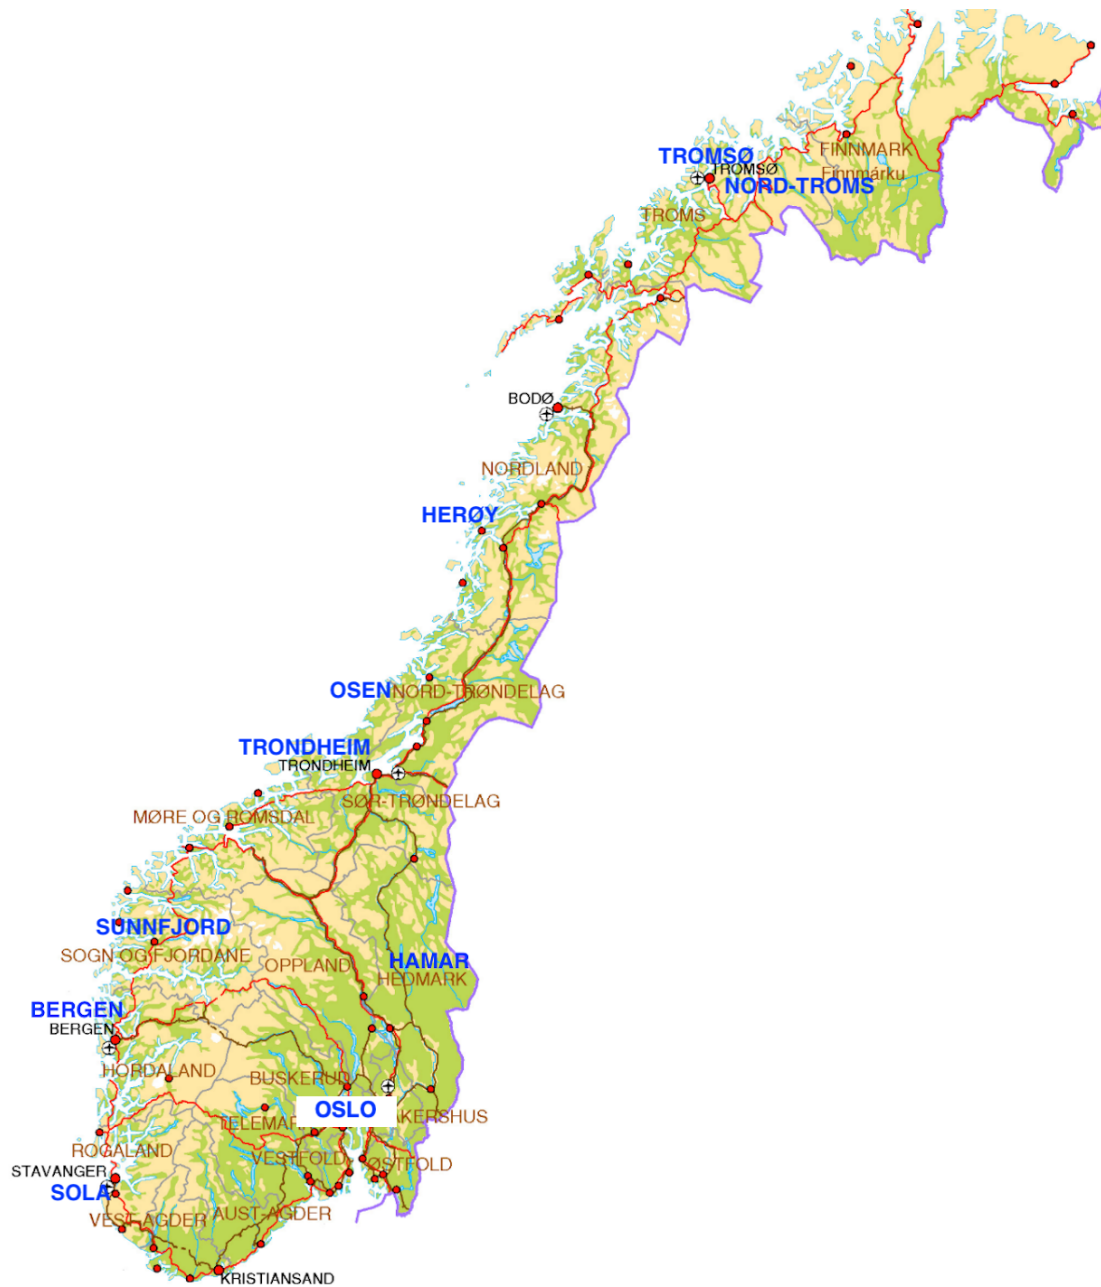 FINNMARK
Finnmárku
TROMSØ
TROMSØ
NORD-TROMS
TROMS
BODØ
NORDLAND
HERØY
OSEN
NORD-TRØNDELAG
TRONDHEIM
TRONDHEIM
SØR-TRØNDELAG
MØRE OG ROMSDAL
SUNNFJORD
SOGN OG FJORDANE
OPPLAND
HAMAR
HEDMARK
BERGEN
BERGEN
HORDALAND
BUSKERUD
OSLO
TELEMAR
AKERSHUS
ROGALAND
VESTFOLD
ØSTFOLD
STAVANGER
SOLA
VEST-AGDER
AUST-AGDER
KRISTIANSAND